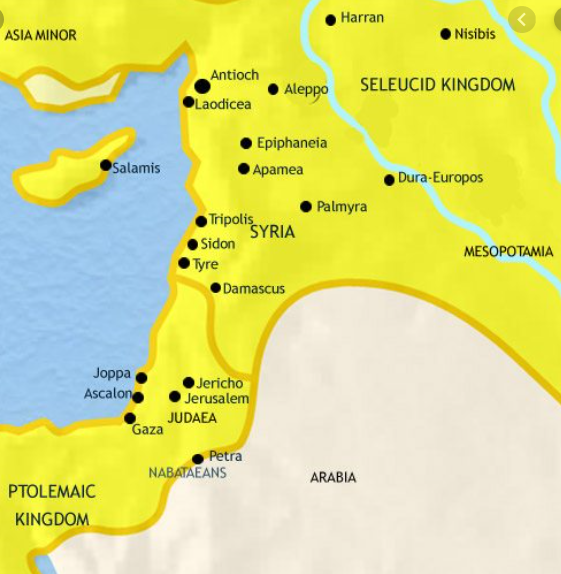 Harran
ASIA MINOR
Nisibis
Antioch
SELEUCID KINGDOM
Aleppo
Laodicea
Epiphaneia
Salamis
Apamea
Dura-Europos
Palmyra
Tripolis
SYRIA
Sidon
MESOPOTAMIA
Tyre
Damascus
Joppa
Jericho
Ascalon
Jerusalem
JUDAEA
Gaza
Petra
NABATAEANS
ARABIA
PTOLEMAIC
KINGDOM